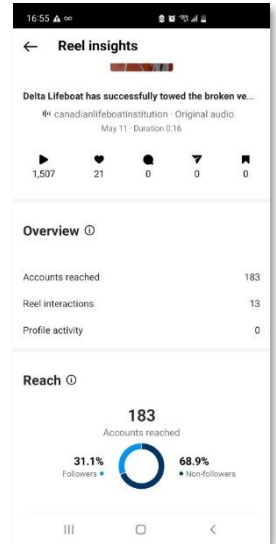 16:55
Reel insights
Delta Lifeboat has successfully towed the broken ve...
canadianlifeboatinstitution · Original audio
May 11 · Duration 0:16
1,507 21 0 0 0
Overview
Accounts reached 183
Reel interactions 13
Profile activity 0
Reach
183
Accounts reached
31.1% 68.9%
Followers • • Non-followers